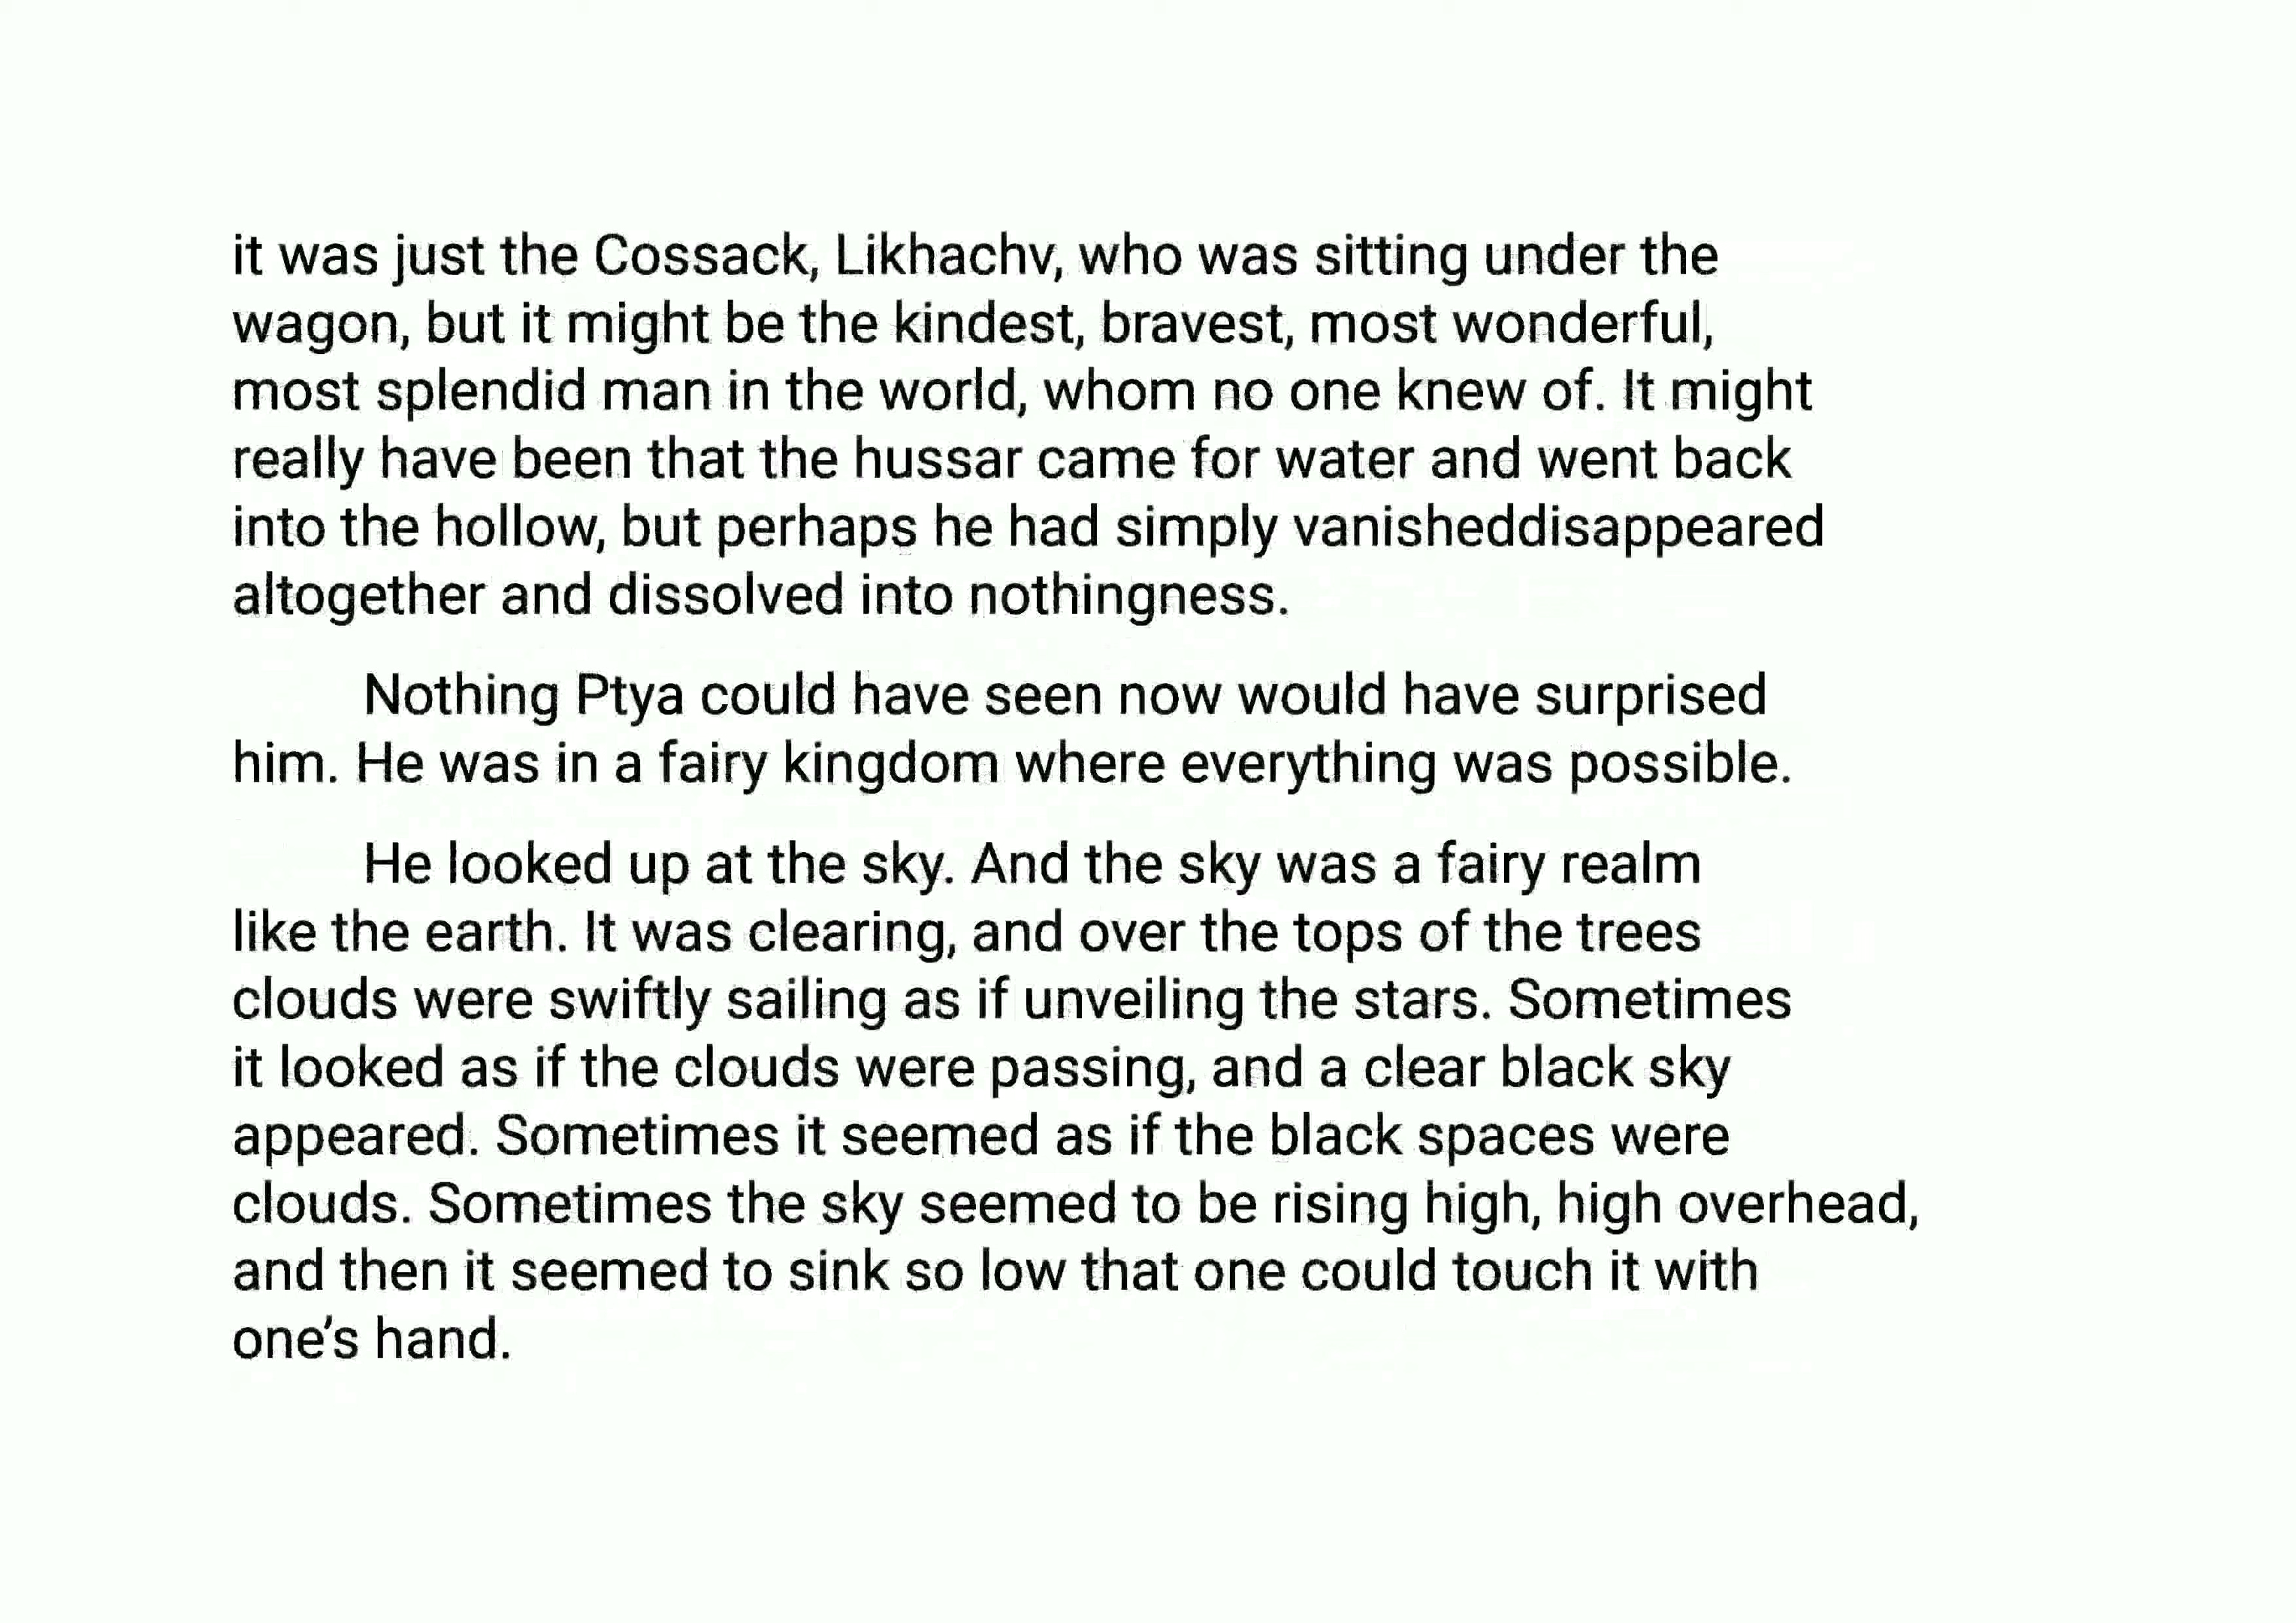 it was just the Cossack, Likhachv, who was sitting under the
wagon, but it might be the kindest, bravest, most wonderful,
most splendid man in the world, whom no one knew of. It might
really have been that the hussar came for water and went back
into the hollow, but perhaps he had simply vanisheddisappeared
altogether and dissolved into nothingness.
Nothing Ptya could have seen now would have surprised
him. He was in a fairy kingdom where everything was possible.
He looked up at the sky. And the sky was a fairy realm
like the earth. It was clearing, and over the tops of the trees
clouds were swiftly sailing as if unveiling the stars. Sometimes
it looked as if the clouds were passing, and a clear black sky
appeared. Sometimes it seemed as if the black spaces were
clouds. Sometimes the sky seemed to be rising high, high overhead,
and then it seemed to sink so low that one could touch it with
one's hand.